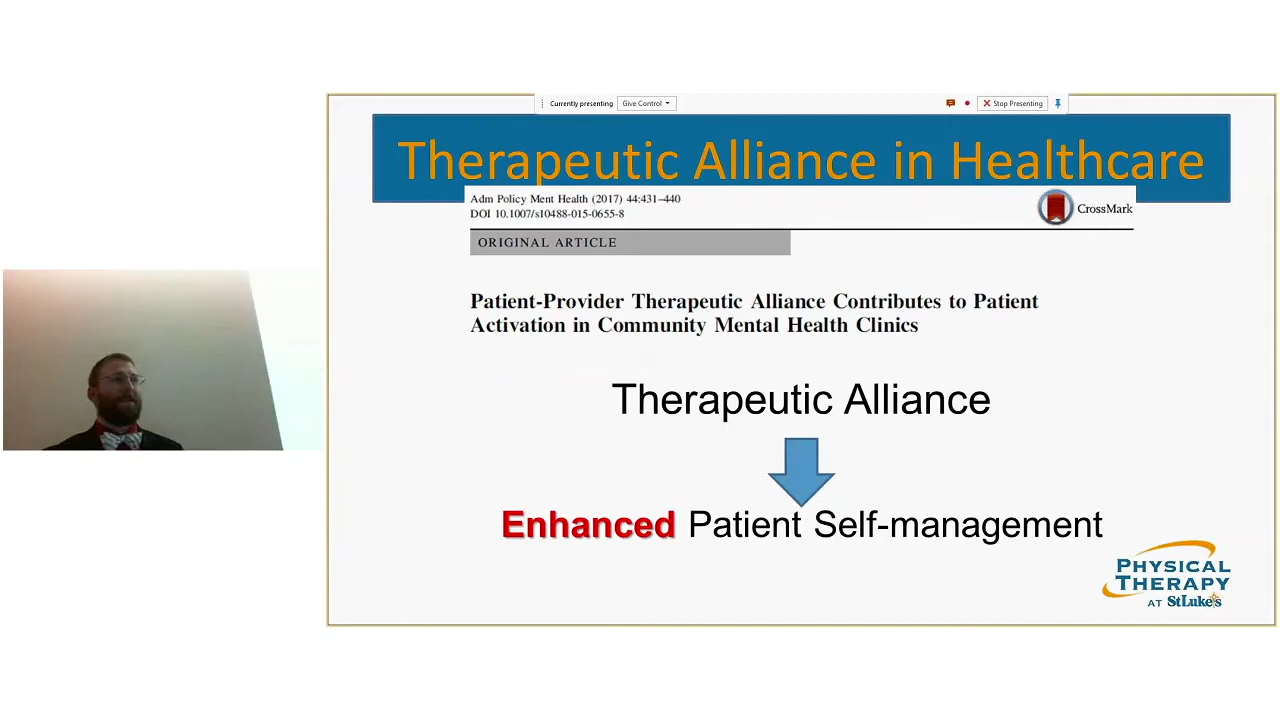 Currently presenting
Give Control
Stop Presenting
Therapeutic Alliance in Healthcare
Adm Policy Ment Health (2017) 44:431–440
DOI 10.1007/s10488-015-0655-8
CrossMark
ORIGINAL ARTICLE
Patient-Provider Therapeutic Alliance Contributes to Patient
Activation in Community Mental Health Clinics
Therapeutic Alliance
Enhanced Patient Self-management
PHYSICAL
THERAPY
AT StLuke's